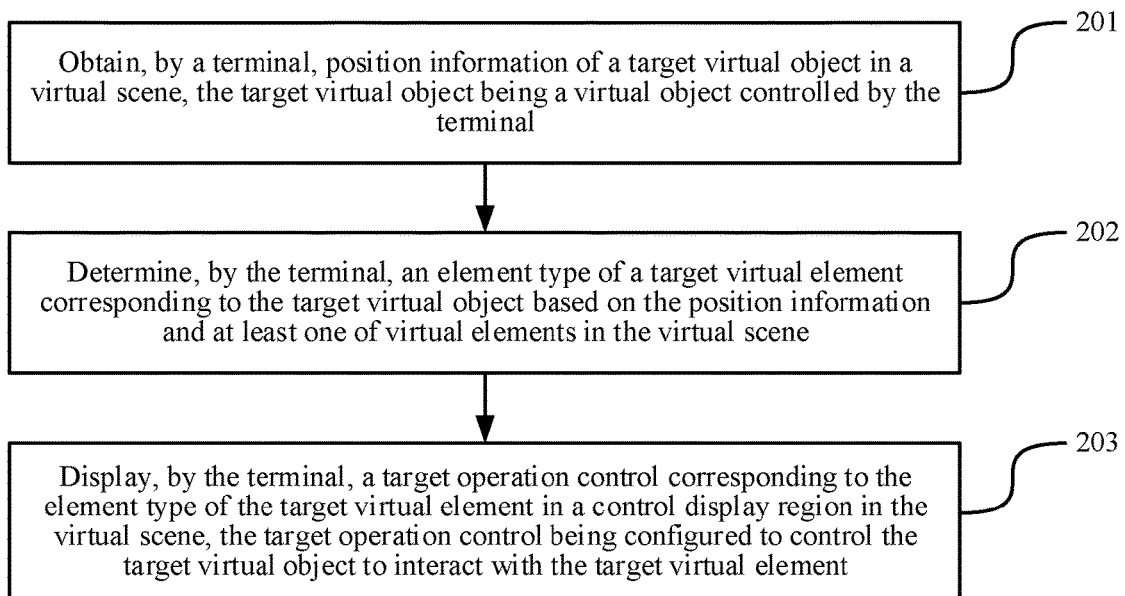 201
Obtain, by a terminal, position information of a target virtual object in a
virtual scene, the target virtual object being a virtual object controlled by the
terminal
202
Determine, by the terminal, an element type of a target virtual element
corresponding to the target virtual object based on the position information
and at least one of virtual elements in the virtual scene
203
Display, by the terminal, a target operation control corresponding to the
element type of the target virtual element in a control display region in the
virtual scene, the target operation control being configured to control the
target virtual object to interact with the target virtual element